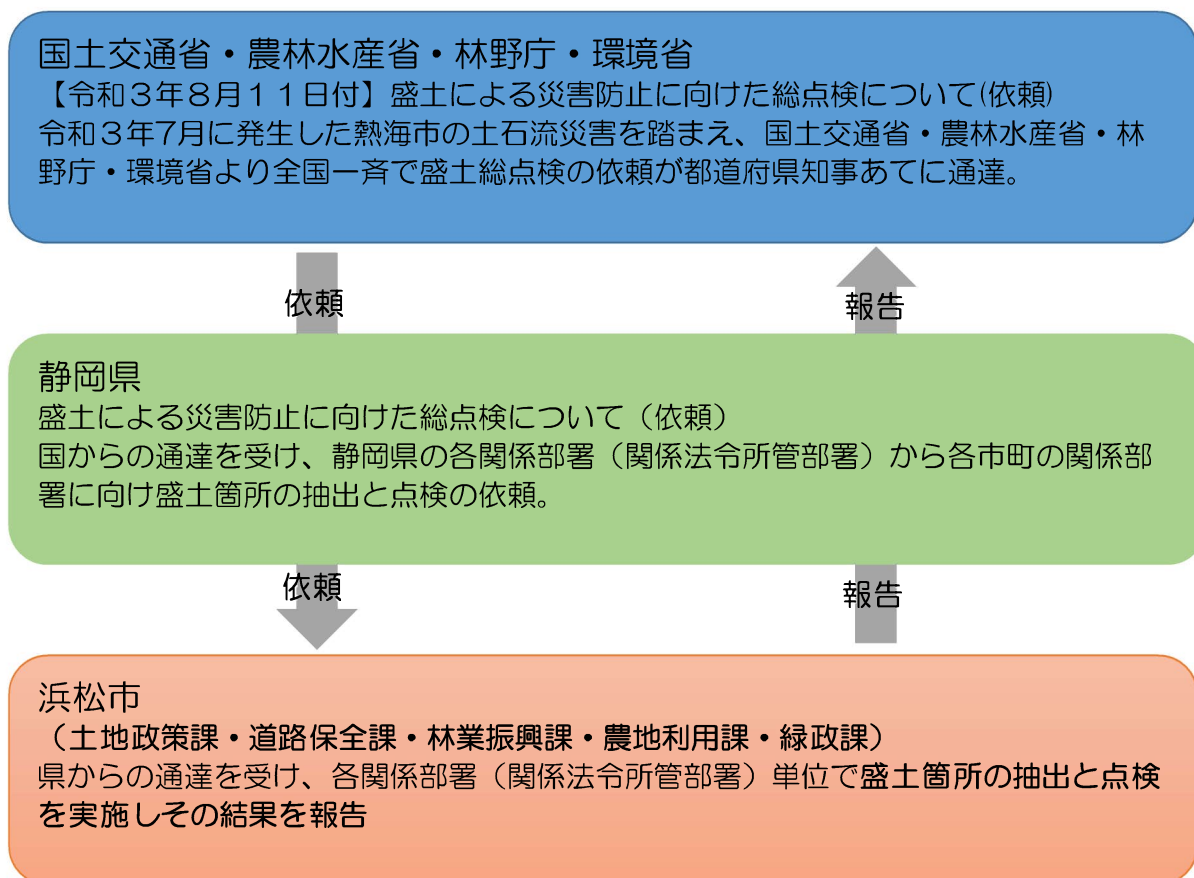 国土交通省・農林水産省・林野庁・環境省
【令和３年８月１１日付】盛土による災害防止に向けた総点検について(依頼)
令和３年7月に発生した熱海市の土石流災害を踏まえ、国土交通省・農林水産省・林
野庁・環境省より全国一斉で盛土総点検の依頼が都道府県知事あてに通達。
依頼
報告
静岡県
盛土による災害防止に向けた総点検について（依頼）
国からの通達を受け、静岡県の各関係部署（関係法令所管部署）から各市町の関係部
署に向け盛土箇所の抽出と点検の依頼。
依頼
報告
浜松市
（土地政策課・道路保全課・林業振興課・農地利用課・緑政課）
県からの通達を受け、各関係部署（関係法令所管部署）単位で盛土箇所の抽出と点検
を実施しその結果を報告